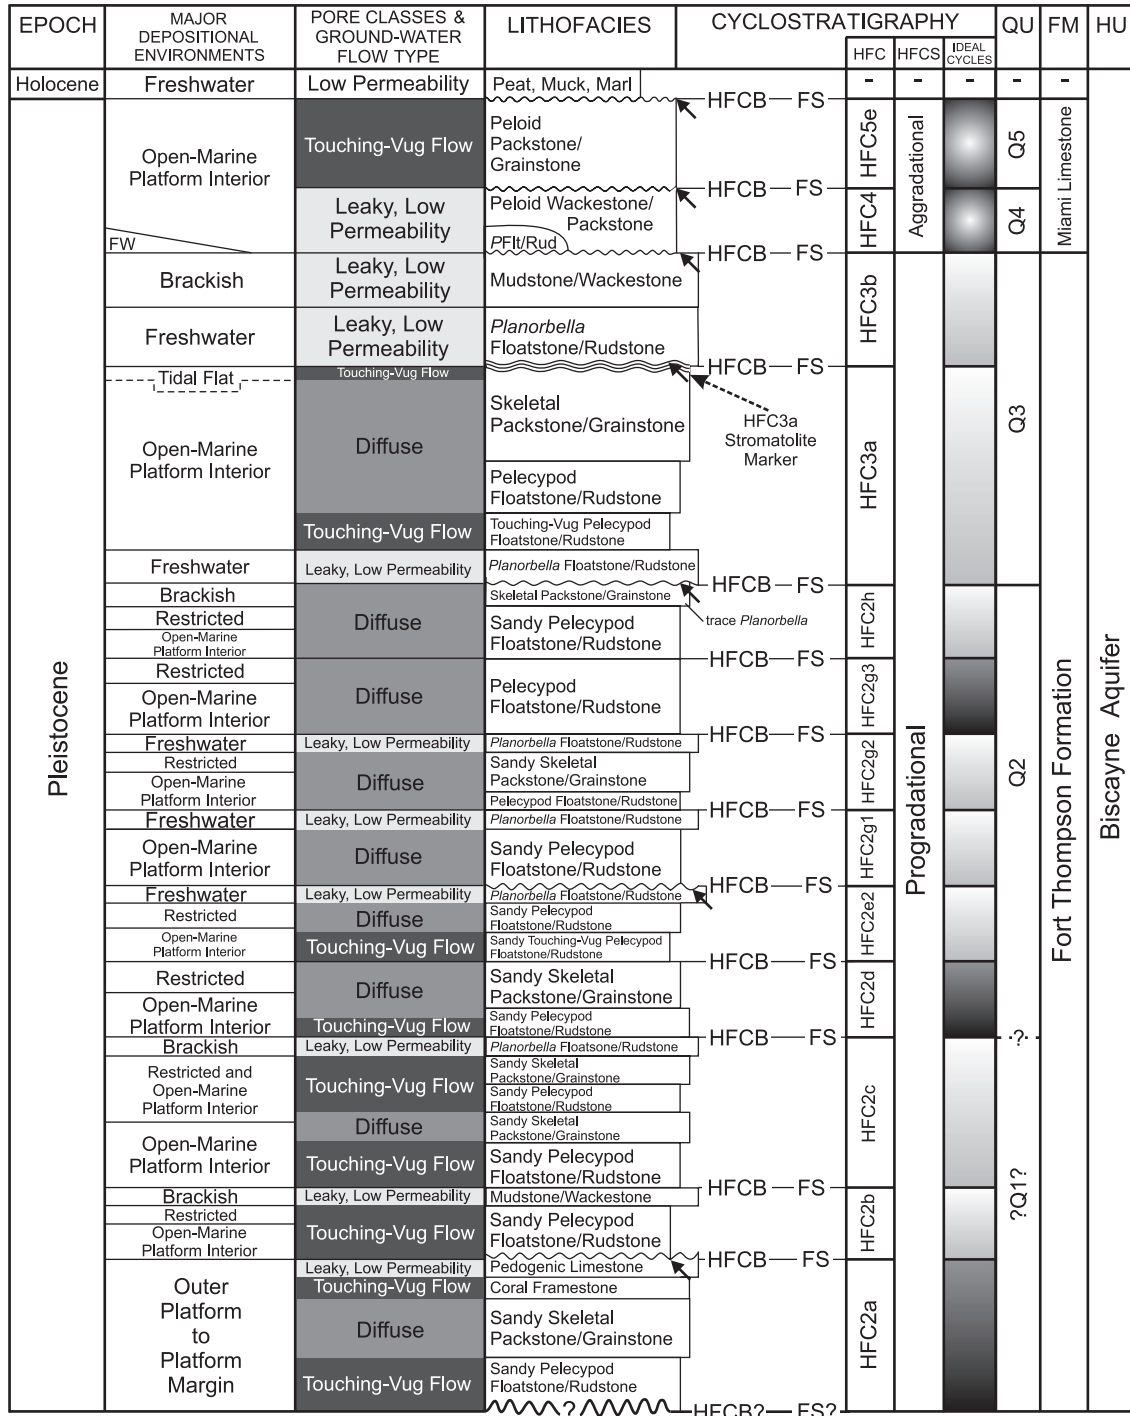 EPOCH
MAJOR
DEPOSITIONAL
ENVIRONMENTS
PORE CLASSES &
GROUND-WATER
FLOW TYPE
LITHOFACIES
CYCLOSTRATIGRAPHY
HFC
HFCS
IDEAL
CYCLES
QU
FM
HU
Holocene
Freshwater
Low Permeability
Peat, Muck, Marl
-
-
-
-
-
HFCB
FS
Pleistocene
Open-Marine
Platform Interior
FW
Touching-Vug Flow
Peloid
Packstone/
Grainstone
HFC5e
Aggradational
Q5
Miami Limestone
Biscayne Aquifer
HFCB
FS
Leaky, Low
Permeability
Peloid Wackestone/
Packstone
PFlt/Rud
HFC4
Q4
HFCB
FS
Brackish
Leaky, Low
Permeability
Mudstone/Wackestone
HFC3b
Progradational
Q3
Fort Thompson Formation
Freshwater
Leaky, Low
Permeability
Planorbella
Floatstone/Rudstone
HFCB
FS
Tidal Flat
Touching-Vug Flow
HFC3a
Stromatolite
Marker
Open-Marine
Platform Interior
Diffuse
Skeletal
Packstone/Grainstone
HFC3a
Pelecypod
Floatstone/Rudstone
Touching-Vug Flow
Touching-Vug Pelecypod
Floatstone/Rudstone
Freshwater
Leaky, Low Permeability
Planorbella Floatstone/Rudstone
HFCB
FS
Brackish
Restricted
Open-Marine
Platform Interior
Diffuse
Skeletal Packstone/Grainstone
trace Planorbella
Sandy Pelecypod
Floatstone/Rudstone
HFC2h
Q2
HFCB
FS
Restricted
Open-Marine
Platform Interior
Diffuse
Pelecypod
Floatstone/Rudstone
HFC2g3
HFCB
FS
Freshwater
Leaky, Low Permeability
Planorbella Floatstone/Rudstone
Restricted
Open-Marine
Platform Interior
Diffuse
Sandy Skeletal
Packstone/Grainstone
Pelecypod Floatstone/Rudstone
HFC2g2
HFCB
FS
Freshwater
Leaky, Low Permeability
Planorbella Floatstone/Rudstone
Open-Marine
Platform Interior
Diffuse
Sandy Pelecypod
Floatstone/Rudstone
HFC2g1
HFCB
FS
Freshwater
Leaky, Low Permeability
Planorbella Floatstone/Rudstone
Restricted
Diffuse
Sandy Pelecypod
Floatstone/Rudstone
HFC2e2
Open-Marine
Platform Interior
Touching-Vug Flow
Sandy Touching-Vug Pelecypod
Floatstone/Rudstone
HFCB
FS
Restricted
Diffuse
Sandy Skeletal
Packstone/Grainstone
HFC2d
Open-Marine
Platform Interior
Touching-Vug Flow
Sandy Pelecypod
Floatstone/Rudstone
HFCB
FS
?
Brackish
Leaky, Low Permeability
Planorbella Floatsone/Rudstone
Restricted and
Open-Marine
Platform Interior
Touching-Vug Flow
Sandy Skeletal
Packstone/Grainstone
Sandy Pelecypod
Floatstone/Rudstone
HFC2c
?Q1?
Open-Marine
Platform Interior
Diffuse
Sandy Skeletal
Packstone/Grainstone
Touching-Vug Flow
Sandy Pelecypod
Floatstone/Rudstone
HFCB
FS
Brackish
Leaky, Low Permeability
Mudstone/Wackestone
Restricted
Open-Marine
Platform Interior
Touching-Vug Flow
Sandy Pelecypod
Floatstone/Rudstone
HFC2b
HFCB
FS
Outer
Platform
to
Platform
Margin
Leaky, Low Permeability
Pedogenic Limestone
Touching-Vug Flow
Coral Framestone
Diffuse
Sandy Skeletal
Packstone/Grainstone
HFC2a
Touching-Vug Flow
Sandy Pelecypod
Floatstone/Rudstone
?
HFCB?
FS?